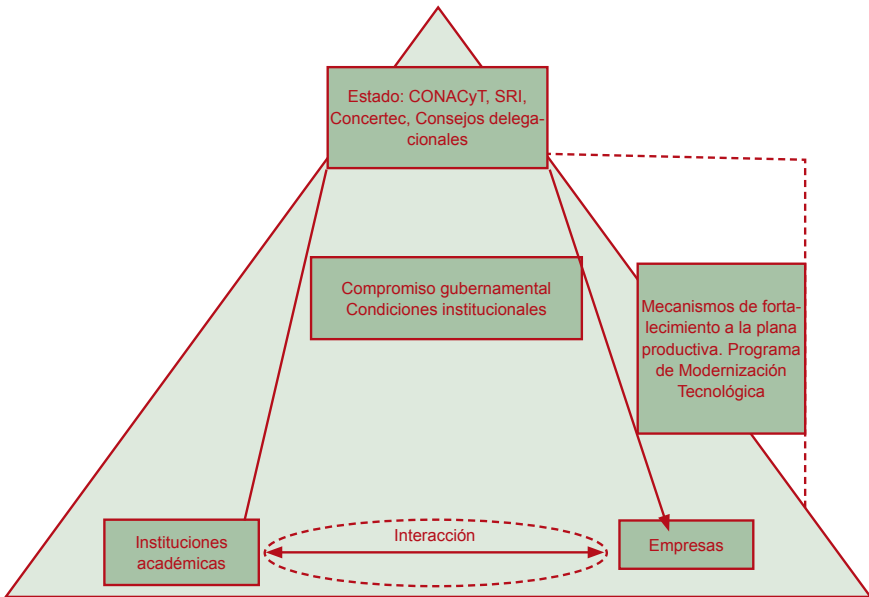 Estado: CONACyT, SRI,
Concertec, Consejos delega-
cionales
Compromiso gubernamental
Condiciones institucionales
Mecanismos de forta-
lecimiento a la plana
productiva. Programa
de Modernización
Tecnológica
Instituciones
académicas
Interacción
Empresas